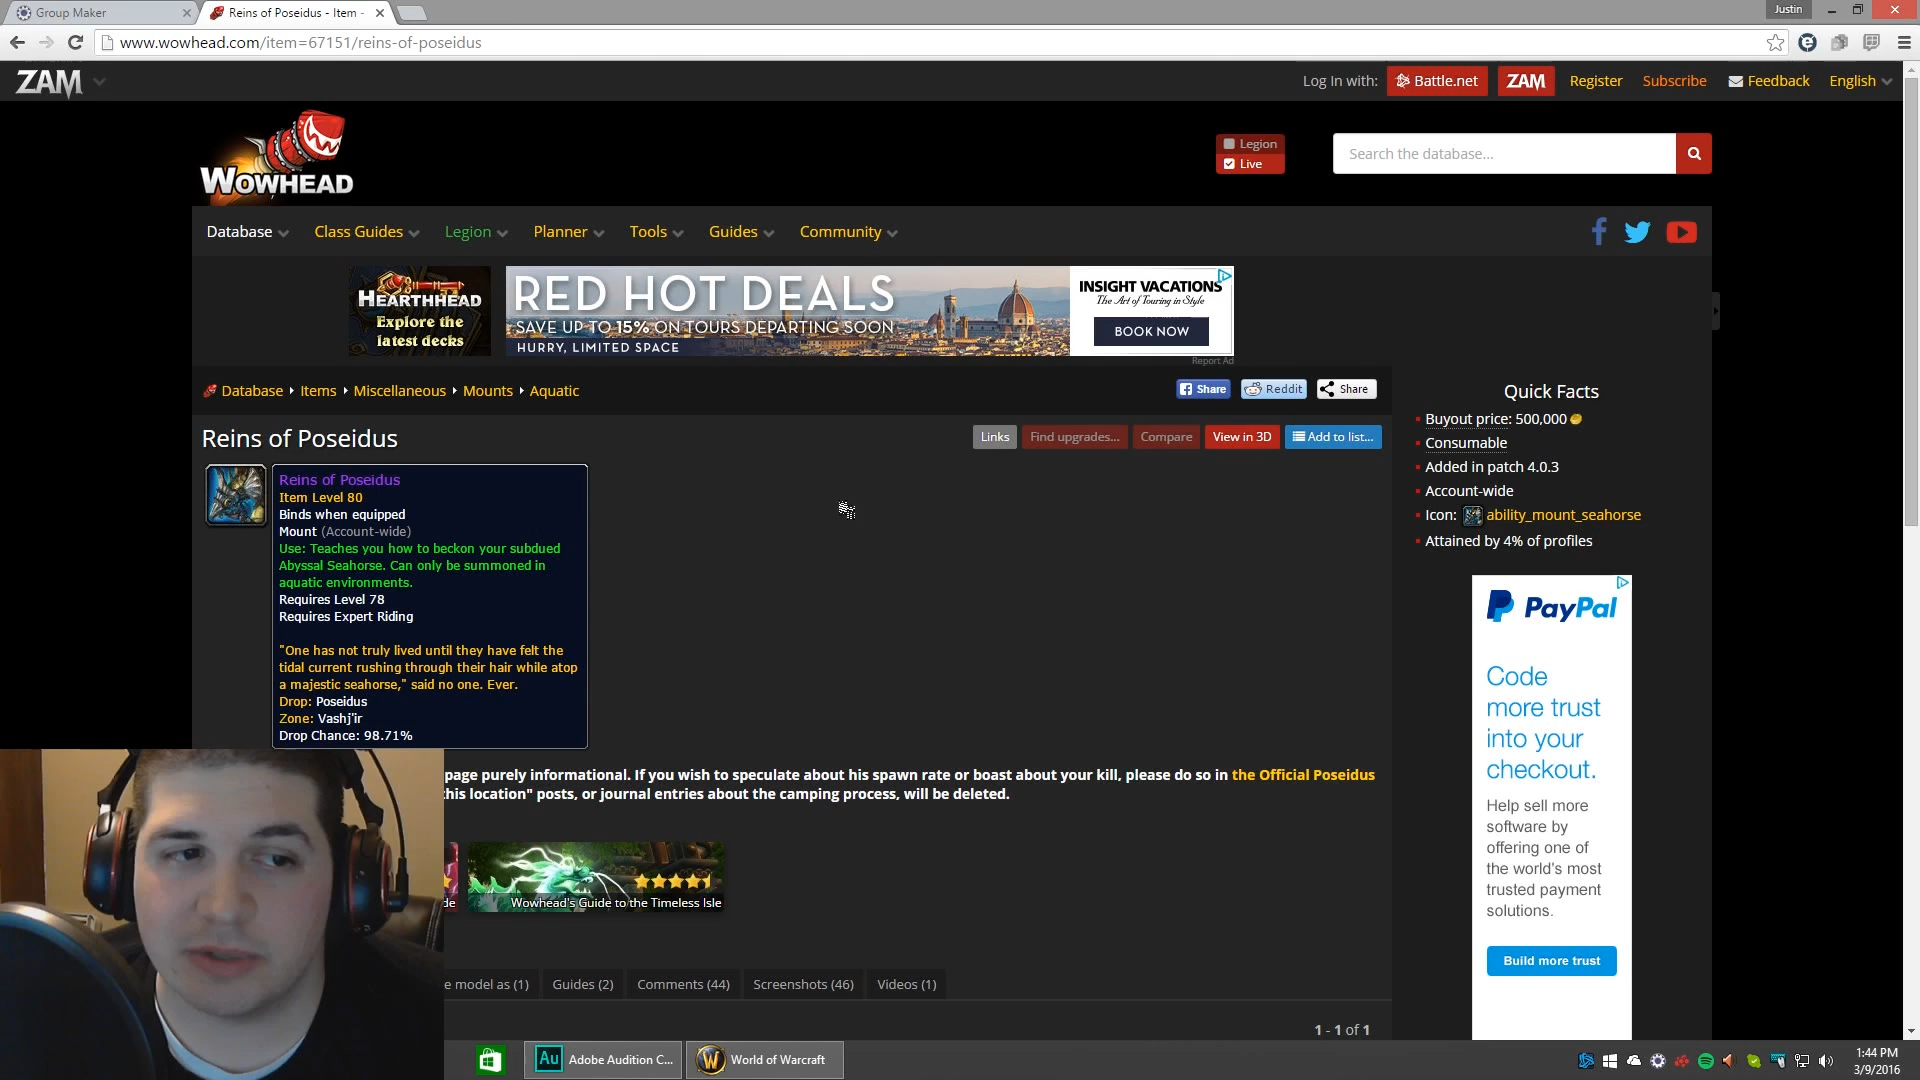 Group Maker
Reins of Poseidus - Item -
Justin
www.wowhead.com/item=67151/reins-of-poseidus
ZAM
Log In with:
Battle.net
ZAM
Register
Subscribe
Feedback
English
WOWHEAD
Legion
Live
Search the database...
Database
Class Guides
Legion
Planner
Tools
Guides
Community
HEARTHHEAD
Explore the
latest decks
RED HOT DEALS
SAVE UP TO 15% ON TOURS DEPARTING SOON
HURRY, LIMITED SPACE
INSIGHT VACATIONS
The Art of Touring in Style
BOOK NOW
Report Ad
Database
Items
Miscellaneous
Mounts
Aquatic
Share
Reddit
Share
Reins of Poseidus
Links
Find upgrades...
Compare
View in 3D
Add to list...
Reins of Poseidus
Item Level 80
Binds when equipped
Mount (Account-wide)
Use: Teaches you how to beckon your subdued
Abyssal Seahorse. Can only be summoned in
aquatic environments.
Requires Level 78
Requires Expert Riding
"One has not truly lived until they have felt the
tidal current rushing through their hair while atop
a majestic seahorse," said no one. Ever.
Drop: Poseidus
Zone: Vashj'ir
Drop Chance: 98.71%
page purely informational. If you wish to speculate about his spawn rate or boast about your kill, please do so in the Official Poseidus
his location" posts, or journal entries about the camping process, will be deleted.
de
Wowhead's Guide to the Timeless Isle
e model as (1)
Guides (2)
Comments (44)
Screenshots (46)
Videos (1)
1 - 1 of 1
Quick Facts
Buyout price: 500,000
Consumable
Added in patch 4.0.3
Account-wide
Icon: ability_mount_seahorse
Attained by 4% of profiles
PayPal
Code
more trust
into your
checkout.
Help sell more
software by
offering one of
the world's most
trusted payment
solutions.
Build more trust
Au
Adobe Audition C...
World of Warcraft
1:44 PM
3/9/2016